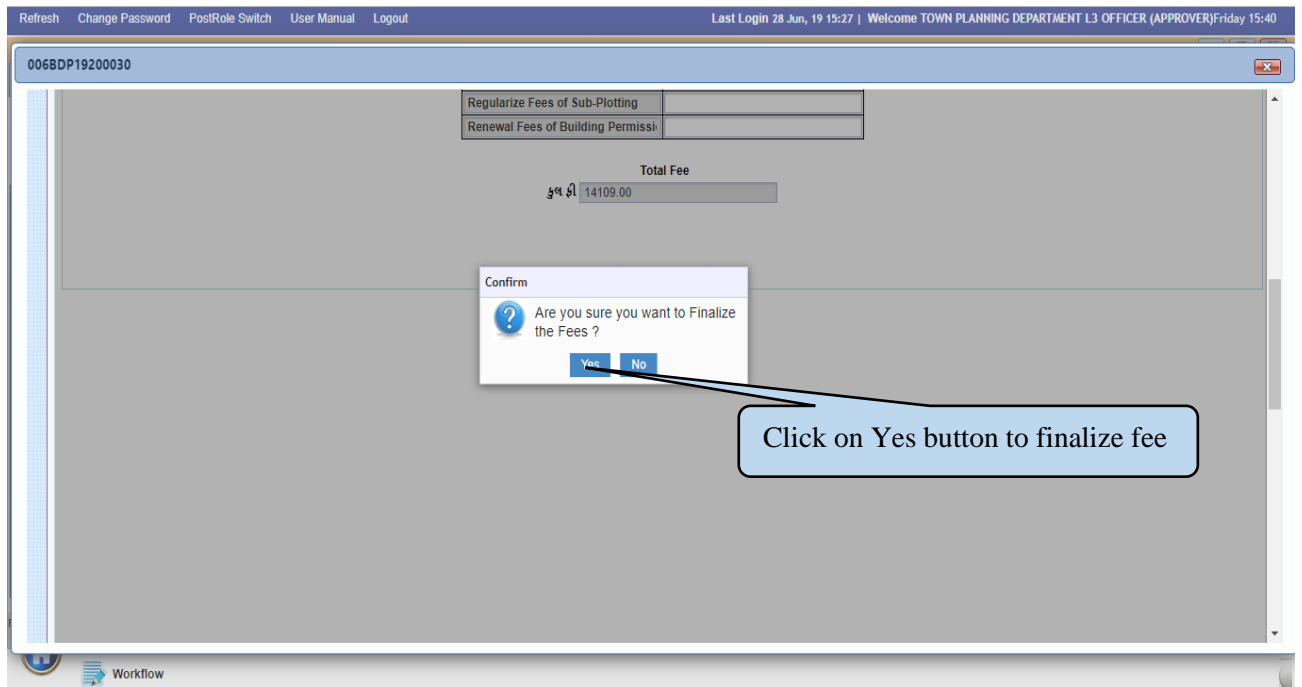 Refresh Change Password PostRole Switch User Manual Logout Last Login 28 Jun, 19 15:27 | Welcome TOWN PLANNING DEPARTMENT L3 OFFICER (APPROVER)Friday 15:40
006BDP19200030
Regularize Fees of Sub-Plotting
Renewal Fees of Building Permissi
Total Fee
કુલ ફી 14109.00
Confirm
Are you sure you want to Finalize
the Fees ?
Yes No
Click on Yes button to finalize fee
Workflow